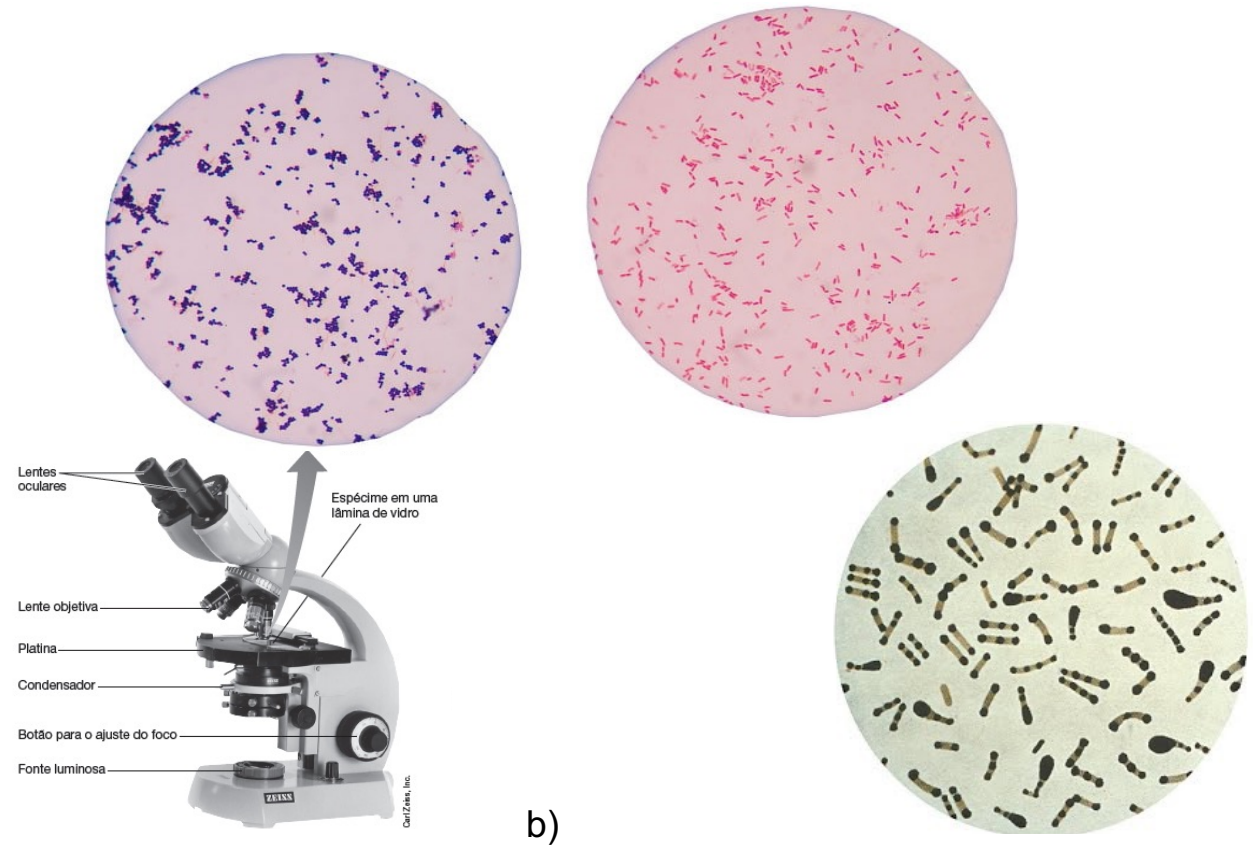 Lentes
oculares
Espécime em uma
lâmina de vidro
Lente objetiva
Platina
Condensador
Botão para o ajuste do foco
Fonte luminosa
ZEISS
Carl Zeiss, Inc.
b)